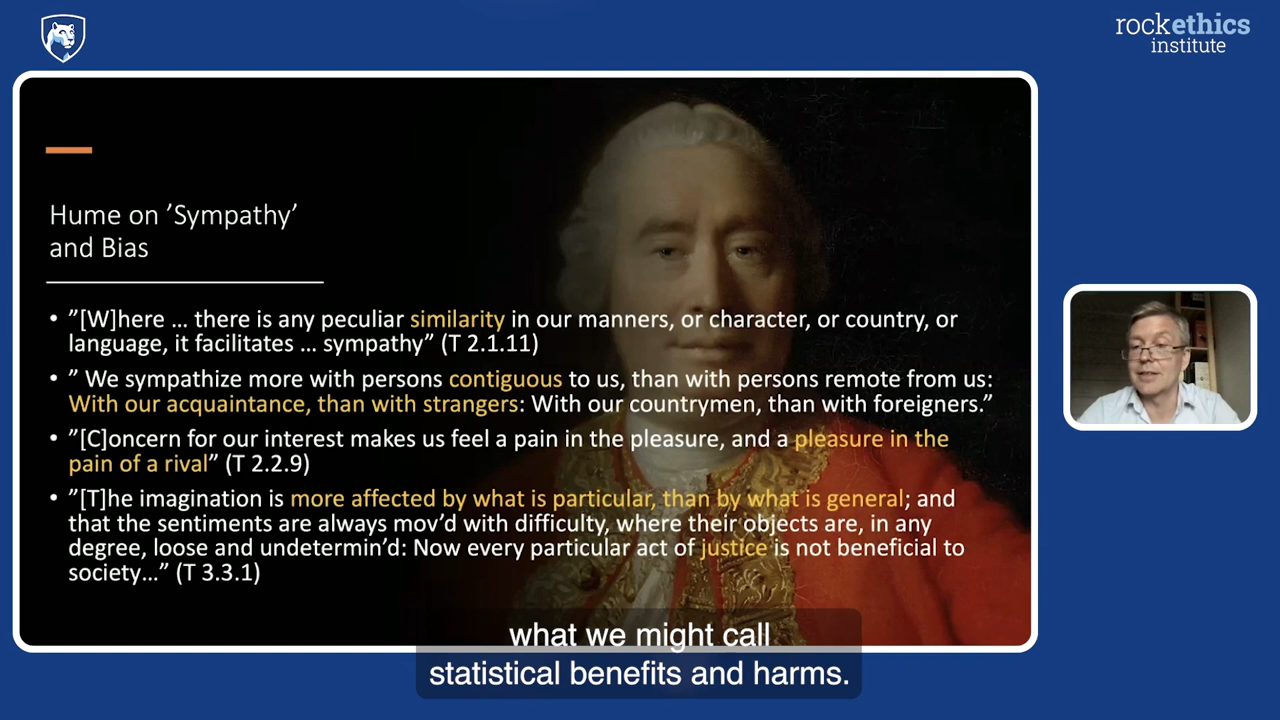 rockethics
institute
Hume on ’Sympathy’
and Bias
• ”[W]here … there is any peculiar similarity in our manners, or character, or country, or
language, it facilitates … sympathy” (T 2.1.11)
• ” We sympathize more with persons contiguous to us, than with persons remote from us:
With our acquaintance, than with strangers: With our countrymen, than with foreigners.”
• ”[C]oncern for our interest makes us feel a pain in the pleasure, and a pleasure in the
pain of a rival” (T 2.2.9)
• ”[T]he imagination is more affected by what is particular, than by what is general; and
that the sentiments are always mov’d with difficulty, where their objects are, in any
degree, loose and undetermin’d: Now every particular act of justice is not beneficial to
society…” (T 3.3.1)
what we might call
statistical benefits and harms.